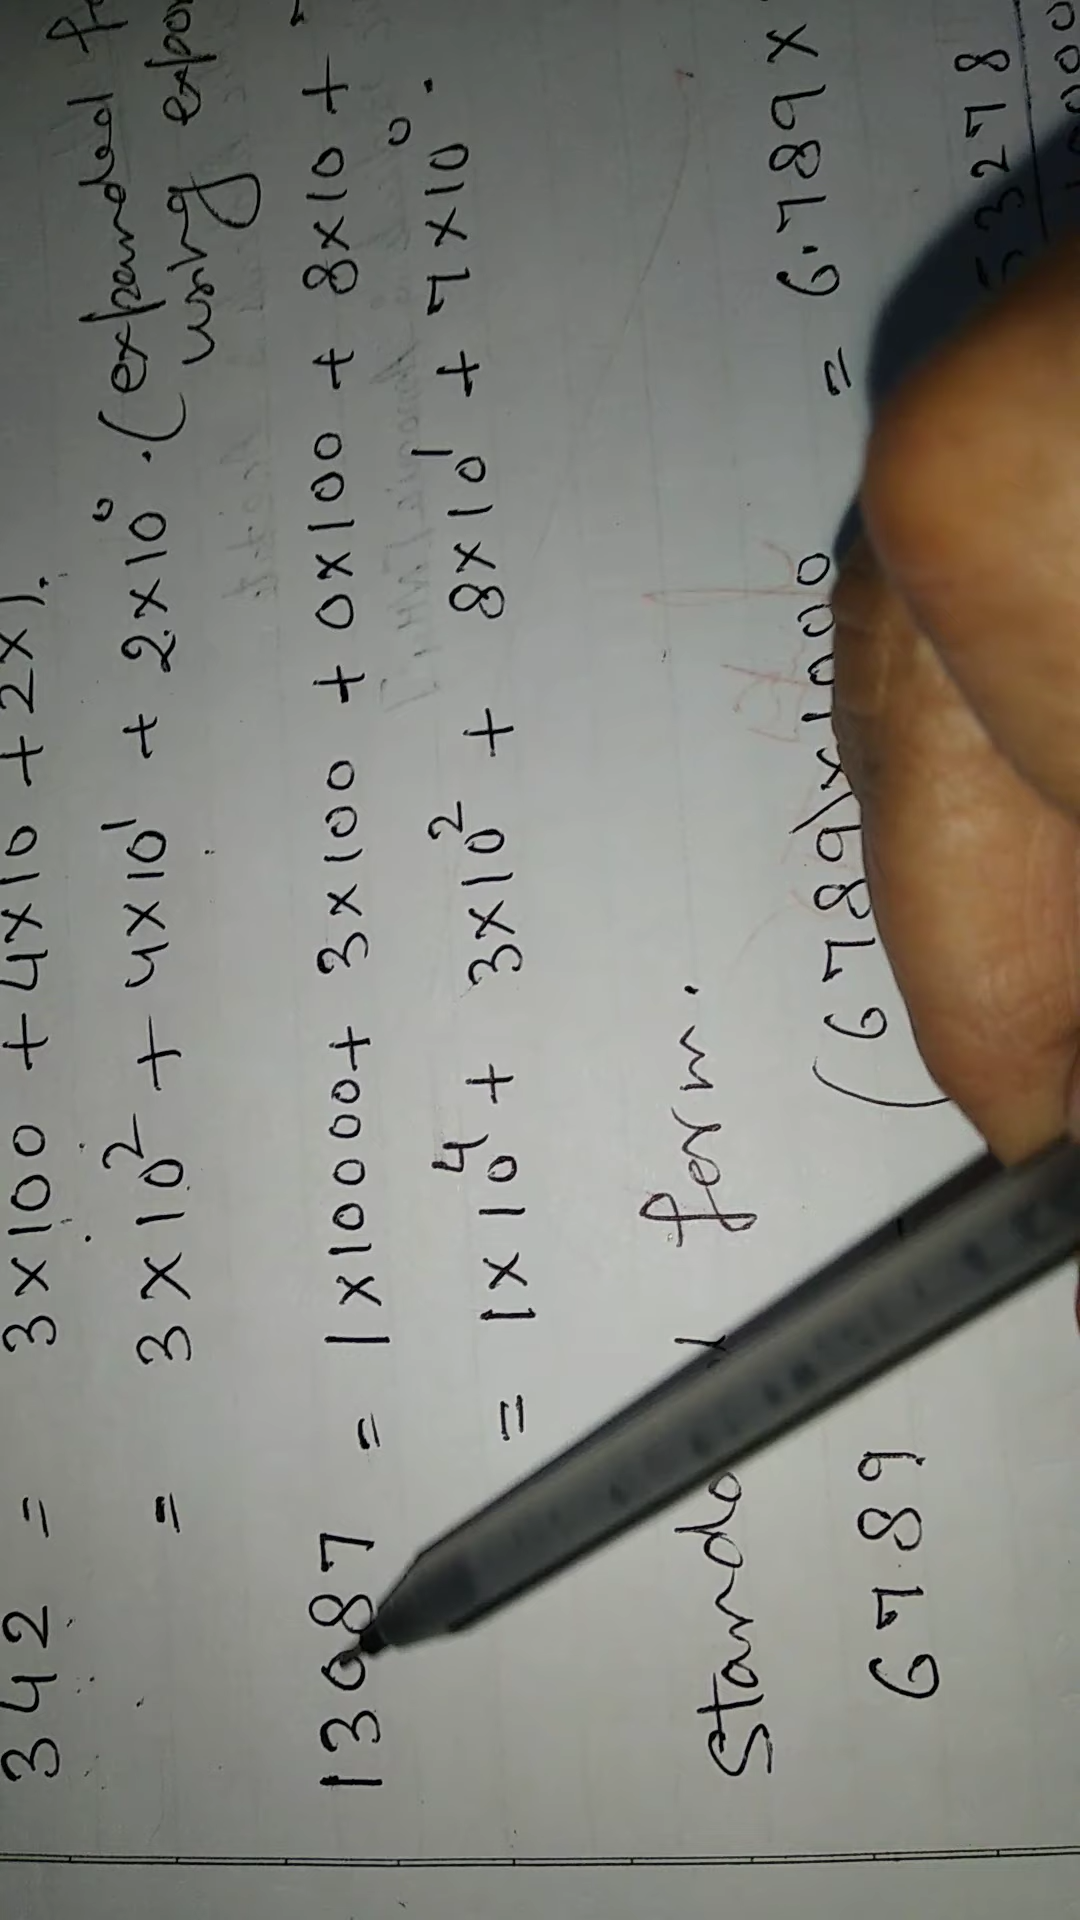 342 = 3×100 + 4×10 + 2×1.
= 3×10² + 4×10¹ + 2×10⁰. (expanded
using
13087 = 1×10000 + 3×100 + 0×100 + 8×10 +
= 1×10⁴ + 3×10² + 8×10¹ + 7×10⁰.
form.
6789 (6789 × 1000 = 6.789 ×
53278